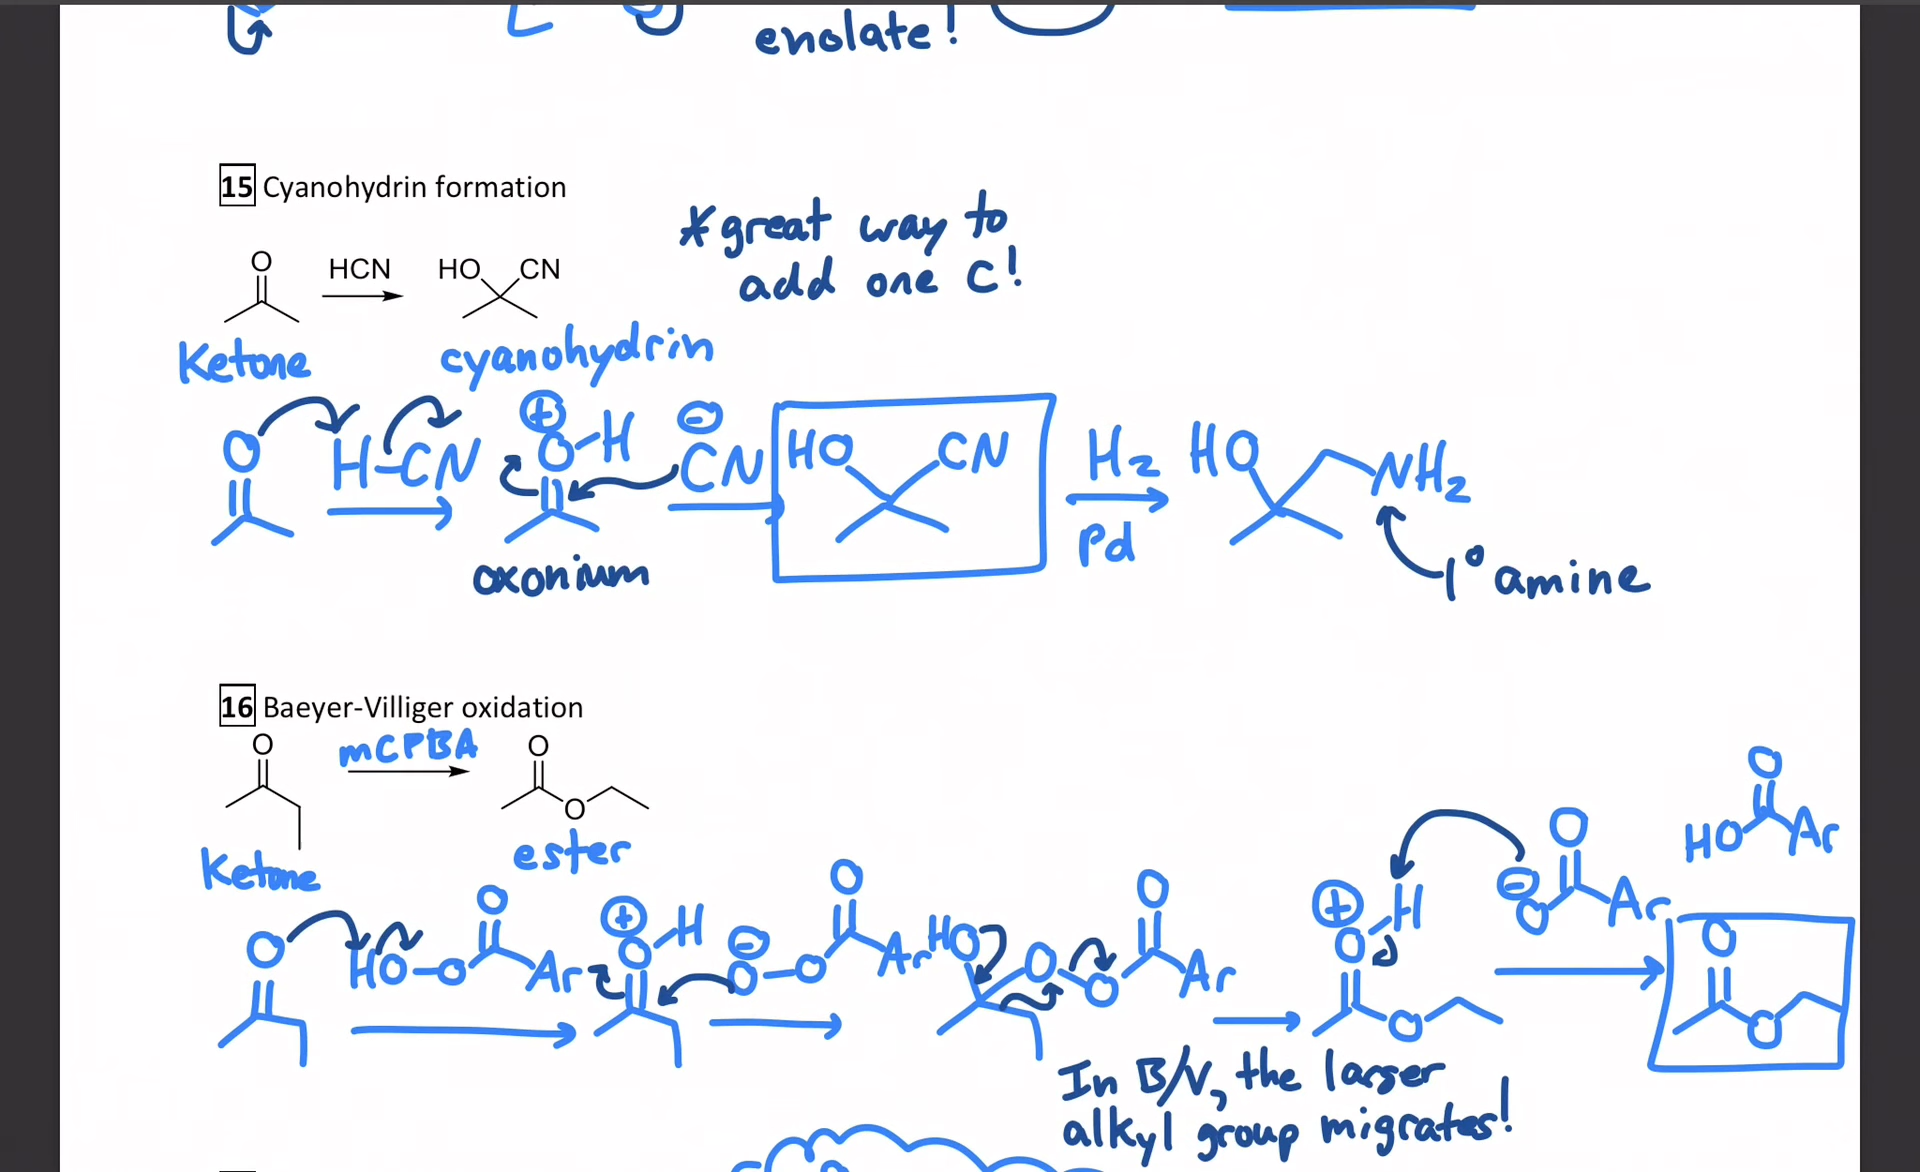 enolate!
15 Cyanohydrin formation
*great way to
add one C!
O HCN HO CN
Ketone cyanohydrin
O H-CN ⊕ O-H ⊖ CN HO CN H₂ Pd HO NH₂
oxonium
1° amine
16 Baeyer-Villiger oxidation
O mCPBA O
O
Ketone ester
O HO-O O Ar ⊕ O-H ⊖ O-O O Ar HO O O O Ar ⊕ O H O ⊖ O O Ar HO O Ar
O O
In B/V, the larger
alkyl group migrates!